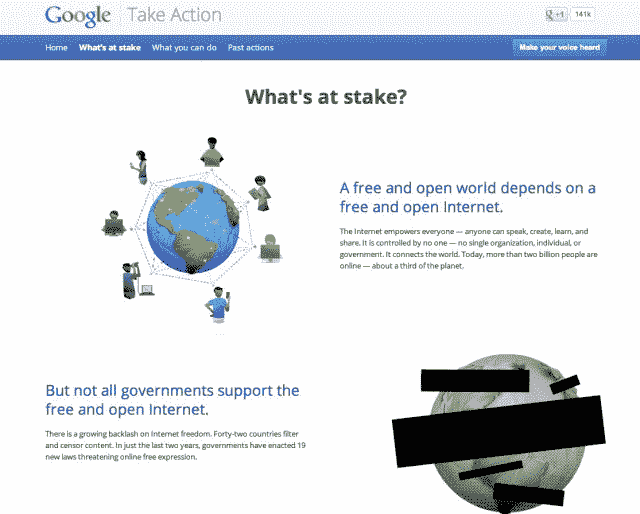 Google Take Action
+1 141k
Home What's at stake What you can do Past actions Make your voice heard
What's at stake?
A free and open world depends on a
free and open Internet.
The Internet empowers everyone — anyone can speak, create, learn, and
share. It is controlled by no one — no single organization, individual, or
government. It connects the world. Today, more than two billion people are
online — about a third of the planet.
But not all governments support the
free and open Internet.
There is a growing backlash on Internet freedom. Forty-two countries filter
and censor content. In just the last two years, governments have enacted 19
new laws threatening online free expression.